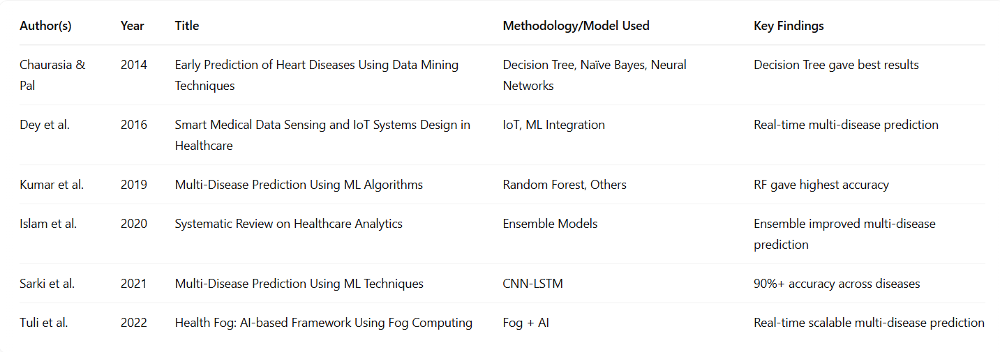 Author(s) Year Title Methodology/Model Used Key Findings
Chaurasia & 2014 Early Prediction of Heart Diseases Using Data Mining Decision Tree, Naïve Bayes, Neural Decision Tree gave best results
Pal Techniques Networks
Dey et al. 2016 Smart Medical Data Sensing and IoT Systems Design in IoT, ML Integration Real-time multi-disease prediction
Healthcare
Kumar et al. 2019 Multi-Disease Prediction Using ML Algorithms Random Forest, Others RF gave highest accuracy
Islam et al. 2020 Systematic Review on Healthcare Analytics Ensemble Models Ensemble improved multi-disease
prediction
Sarki et al. 2021 Multi-Disease Prediction Using ML Techniques CNN-LSTM 90%+ accuracy across diseases
Tuli et al. 2022 Health Fog: AI-based Framework Using Fog Computing Fog + AI Real-time scalable multi-disease prediction